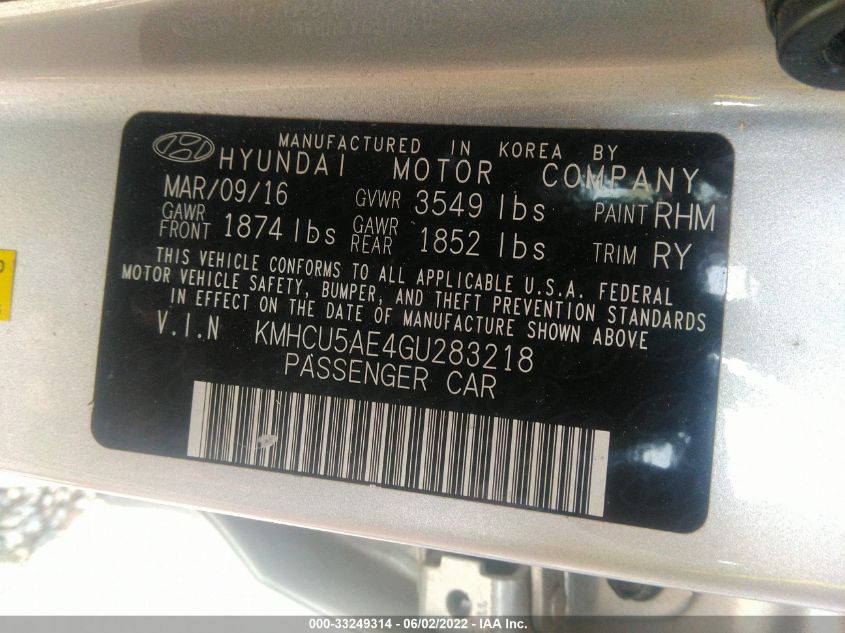 MANUFACTURED IN KOREA BY
HYUNDAI MOTOR COMPANY
MAR/09/16 GVWR 3549 lbs PAINT RHM
GAWR FRONT 1874 lbs GAWR REAR 1852 lbs TRIM RY
THIS VEHICLE CONFORMS TO ALL APPLICABLE U.S.A. FEDERAL
MOTOR VEHICLE SAFETY, BUMPER, AND THEFT PREVENTION STANDARDS
IN EFFECT ON THE DATE OF MANUFACTURE SHOWN ABOVE
V.I.N KMHCU5AE4GU283218
PASSENGER CAR
000-33249314 - 06/02/2022 - IAA Inc.